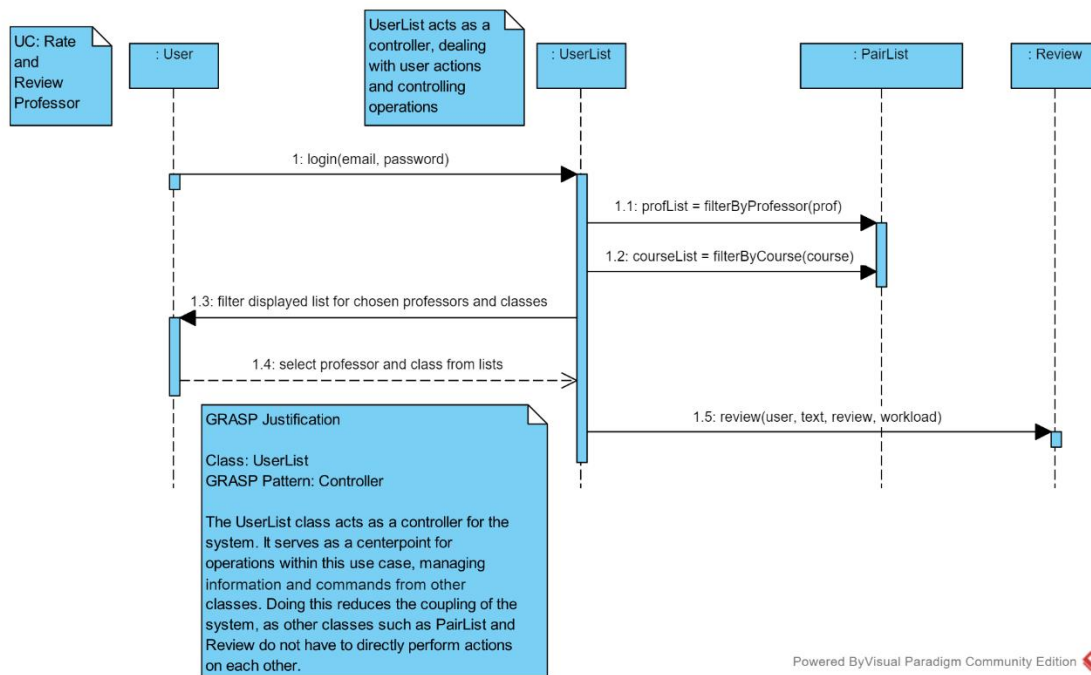 UC: Rate
and
Review
Professor
: User
UserList acts as a
controller, dealing
with user actions
and controlling
operations
: UserList
: PairList
: Review
1: login(email, password)
1.1: profList = filterByProfessor(prof)
1.2: courseList = filterByCourse(course)
1.3: filter displayed list for chosen professors and classes
1.4: select professor and class from lists
1.5: review(user, text, review, workload)
GRASP Justification
Class: UserList
GRASP Pattern: Controller
The UserList class acts as a controller for the
system. It serves as a centerpoint for
operations within this use case, managing
information and commands from other
classes. Doing this reduces the coupling of the
system, as other classes such as PairList and
Review do not have to directly perform actions
on each other.
Powered ByVisual Paradigm Community Edition